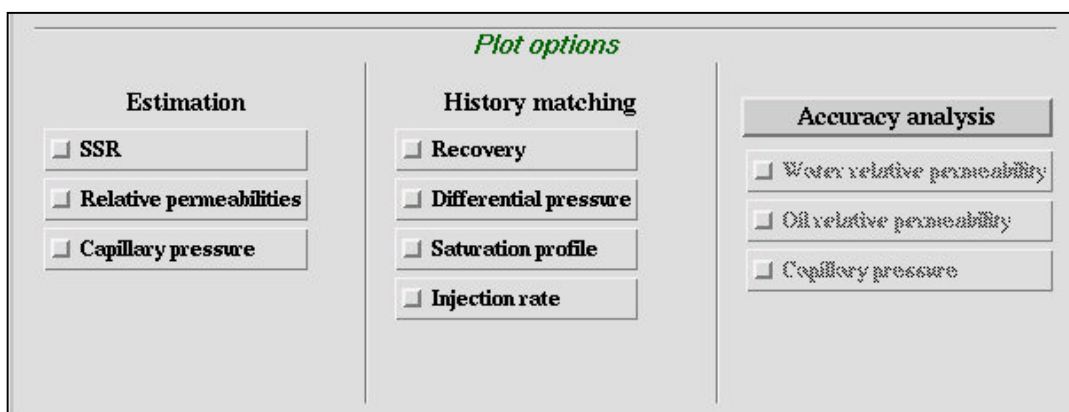 Plot options
Estimation
SSR
Relative permeabilities
Capillary pressure
History matching
Recovery
Differential pressure
Saturation profile
Injection rate
Accuracy analysis
Water relative permeability
Oil relative permeability
Capillary pressure